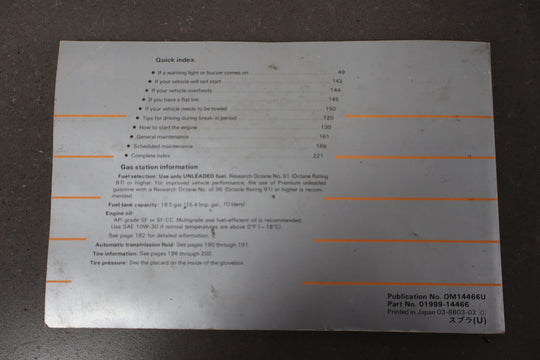 Quick index.
● If a warning light or buzzer comes on 49
● If your vehicle will not start 142
● If your vehicle overheats 144
● If you have a flat tire 145
● If your vehicle needs to be towed 150
● Tips for driving during break-in period 120
● How to start the engine 130
● General maintenance 161
● Scheduled maintenance
● Complete index 221
Gas station information
Fuel selection: Use only UNLEADED fuel, Research Octane No. 91 (Octane Rating
87) or higher. For improved vehicle performance, the use of Premium unleaded
gasoline with a Research Octane No. of 96 (Octane Rating 91) or higher is recom-
mended.
Fuel tank capacity: 18.5 gal. (15.4 Imp. gal., 70 liters)
Engine oil:
API grade SF or SF/CC. Multigrade and fuel-efficient oil is recommended.
Use SAE 10W-30 if normal temperatures are above 0°F (–18°C).
See page 182 for detailed information.
Automatic transmission fluid: See pages 190 through 191.
Tire information: See pages 196 through 200.
Tire pressure: See the placard on the inside of the glovebox.
Publication No. OM14466U
Part No. 01999-14466
Printed in Japan 03-8603-02 Ⓒ
スプラ(U)